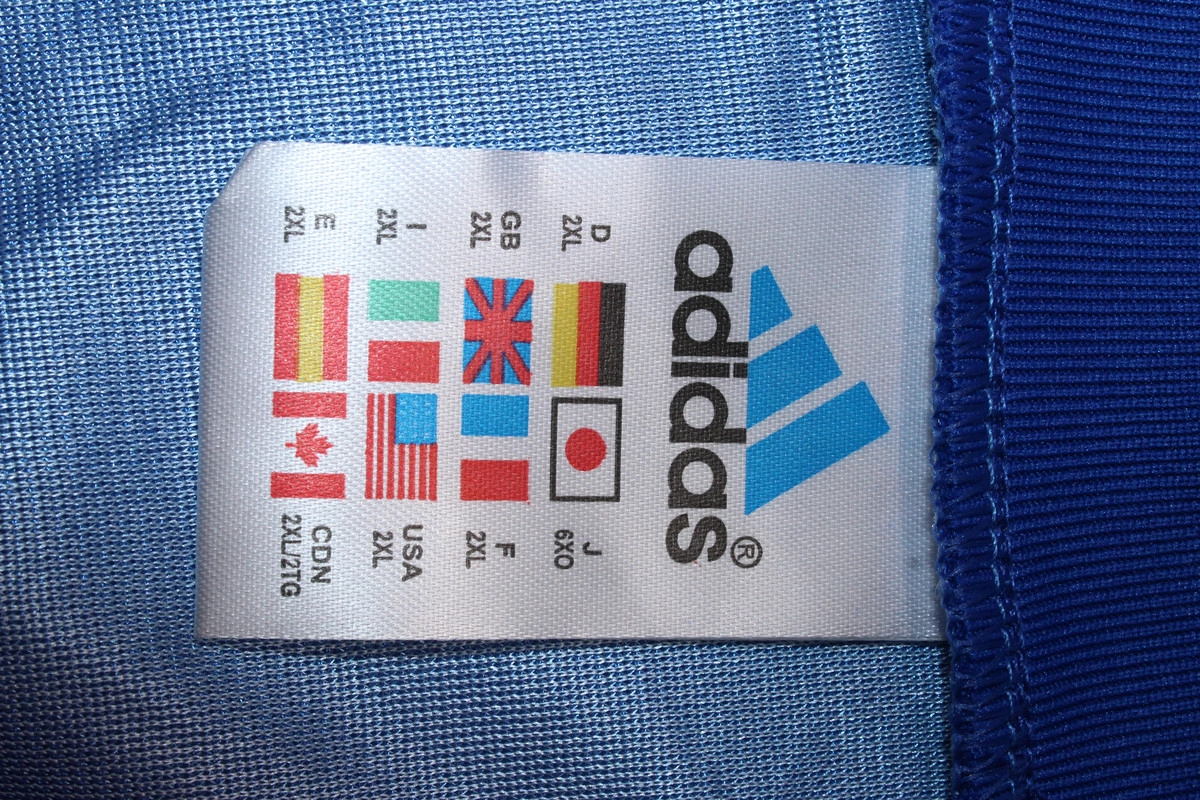 adidas®
D
2XL
J
6XO
GB
2XL
F
2XL
I
2XL
USA
2XL
E
2XL
CDN
2XL/2TG